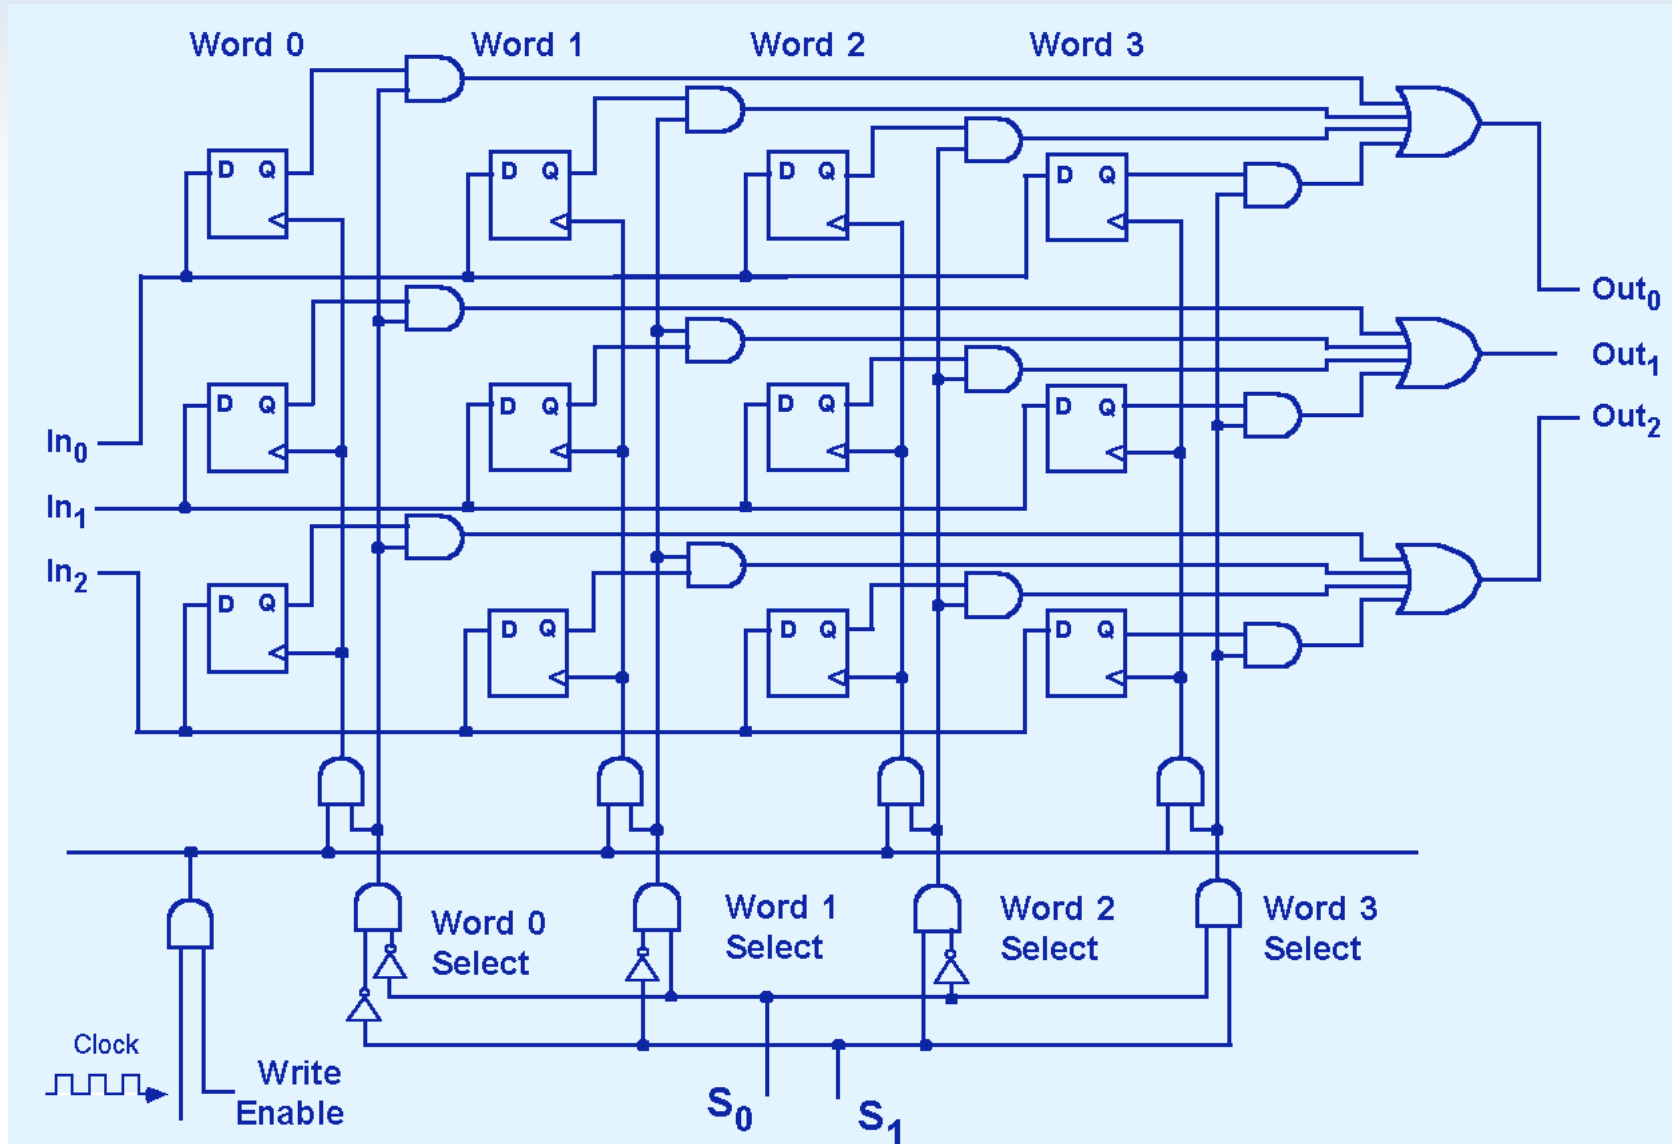 Word 0 Word 1 Word 2 Word 3
D Q D Q D Q D Q
Out0
Out1
D Q D Q D Q D Q
Out2
In0
In1
In2
D Q D Q D Q D Q
Word 0 Select
Word 1 Select
Word 2 Select
Word 3 Select
Clock
Write Enable
S0
S1